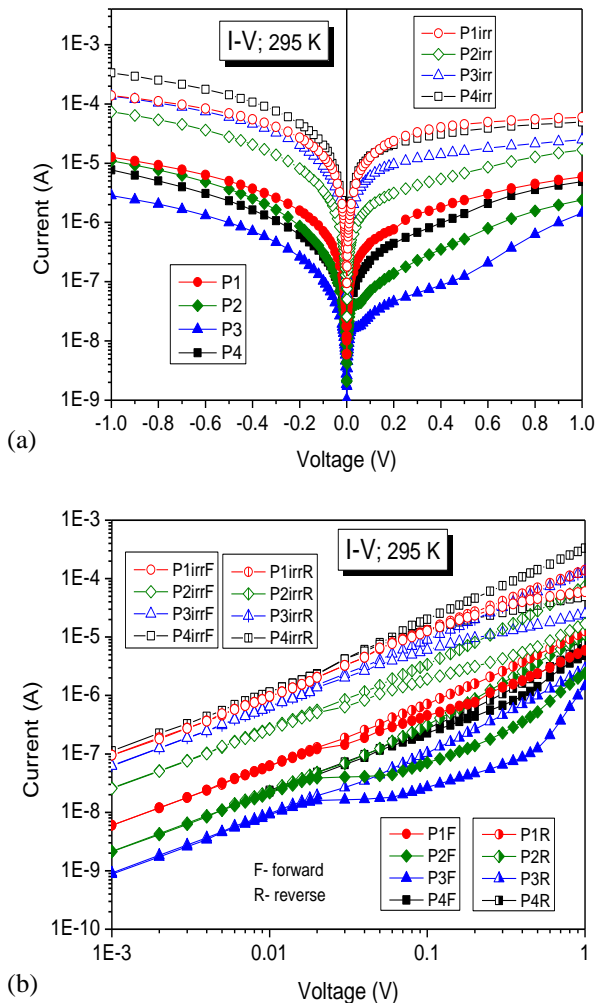 I-V; 295 K
P1irr
P2irr
P3irr
P4irr
P1
P2
P3
P4
1E-3
1E-4
1E-5
1E-6
1E-7
1E-8
1E-9
Current (A)
-1.0 -0.8 -0.6 -0.4 -0.2 0.0 0.2 0.4 0.6 0.8 1.0
Voltage (V)
(a)
I-V; 295 K
P1irrF P1irrR
P2irrF P2irrR
P3irrF P3irrR
P4irrF P4irrR
F- forward
R- reverse
P1F P1R
P2F P2R
P3F P3R
P4F P4R
1E-3
1E-4
1E-5
1E-6
1E-7
1E-8
1E-9
1E-10
Current (A)
1E-3 0.01 0.1 1
Voltage (V)
(b)